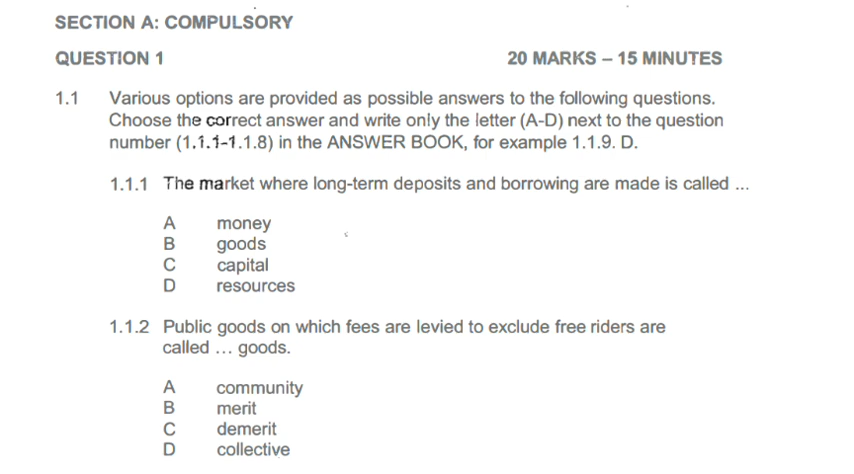 SECTION A: COMPULSORY
QUESTION 1 20 MARKS – 15 MINUTES
1.1 Various options are provided as possible answers to the following questions.
Choose the correct answer and write only the letter (A-D) next to the question
number (1.1.1-1.1.8) in the ANSWER BOOK, for example 1.1.9. D.
1.1.1 The market where long-term deposits and borrowing are made is called ...
A money
B goods
C capital
D resources
1.1.2 Public goods on which fees are levied to exclude free riders are
called ... goods.
A community
B merit
C demerit
D collective